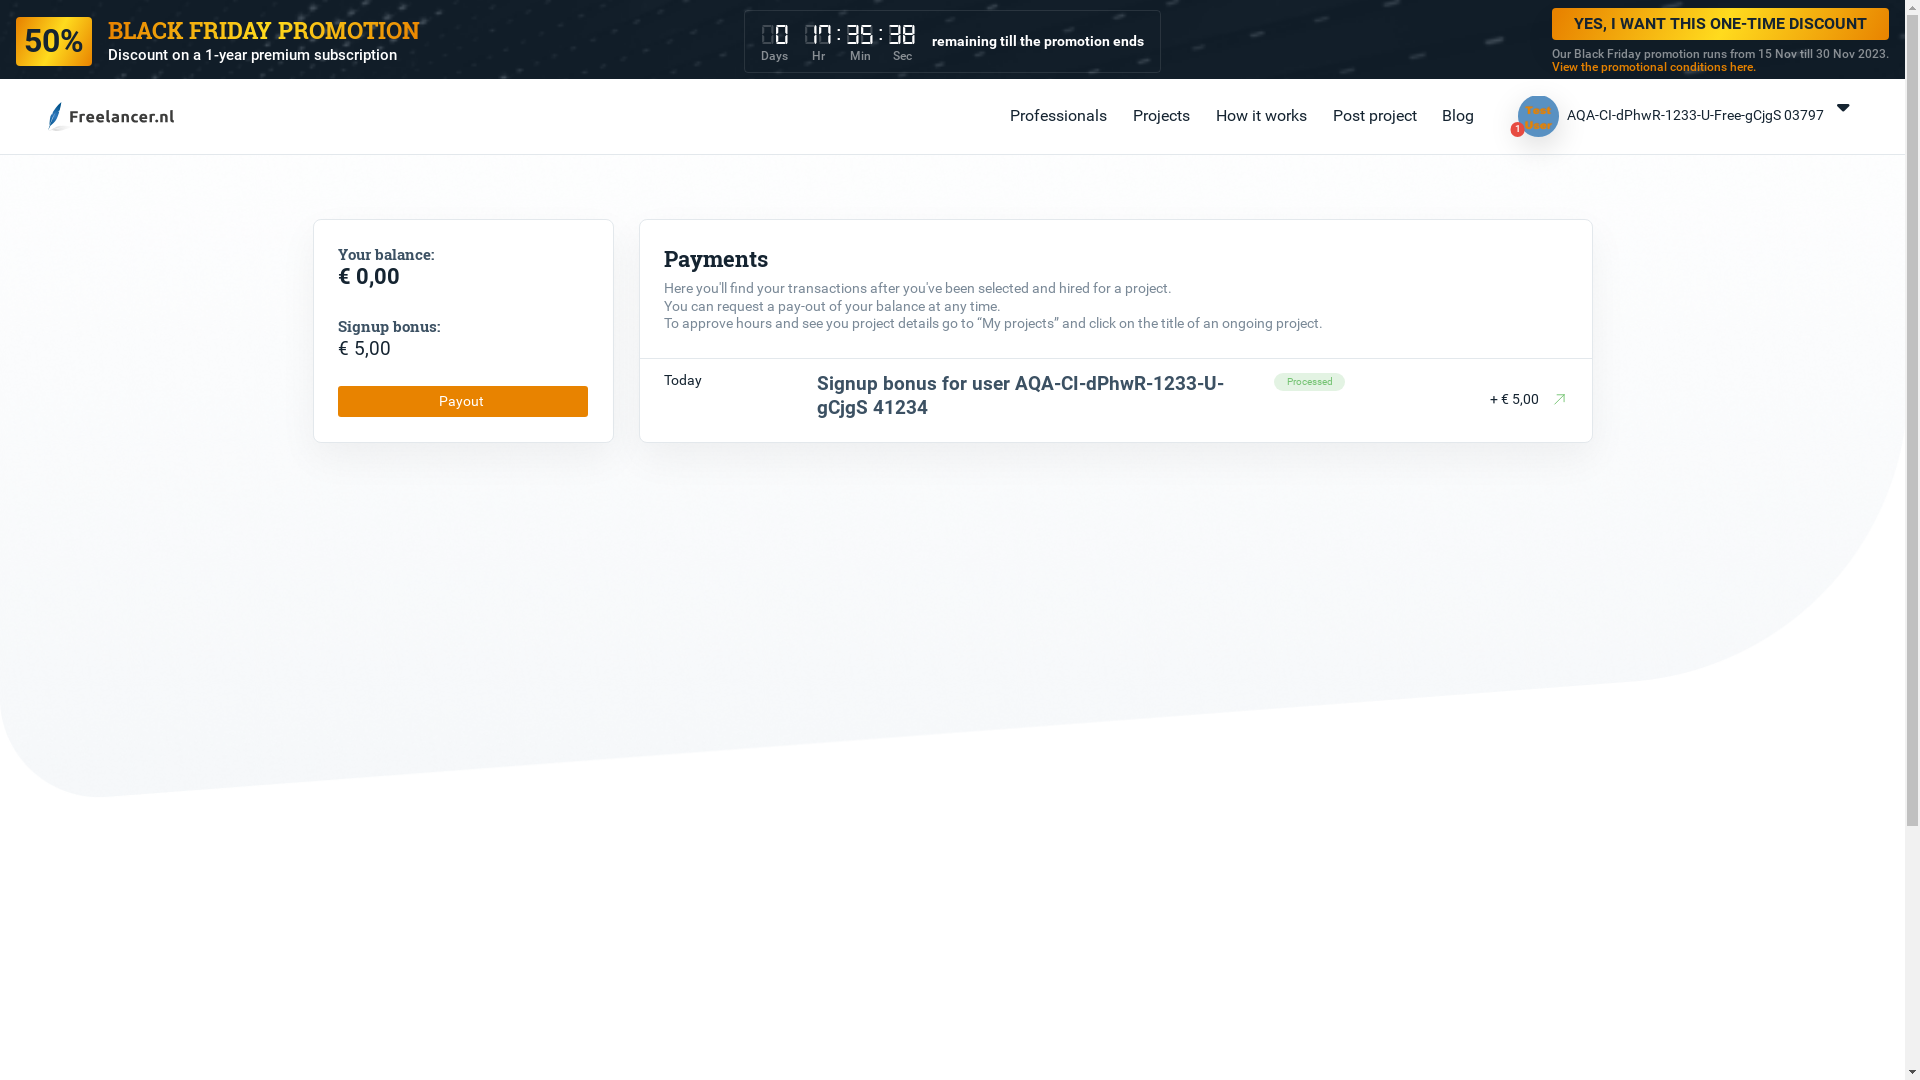 50%
BLACK FRIDAY PROMOTION
Discount on a 1-year premium subscription
0 17 : 35 : 38
Days Hr Min Sec
remaining till the promotion ends
YES, I WANT THIS ONE-TIME DISCOUNT
Our Black Friday promotion runs from 15 Nov till 30 Nov 2023.
View the promotional conditions here.
Freelancer.nl
Professionals
Projects
How it works
Post project
Blog
Test
User
1
AQA-CI-dPhwR-1233-U-Free-gCjgS 03797
Your balance:
€ 0,00
Signup bonus:
€ 5,00
Payout
Payments
Here you'll find your transactions after you've been selected and hired for a project.
You can request a pay-out of your balance at any time.
To approve hours and see you project details go to “My projects” and click on the title of an ongoing project.
Today
Signup bonus for user AQA-CI-dPhwR-1233-U-
gCjgS 41234
Processed
+ € 5,00